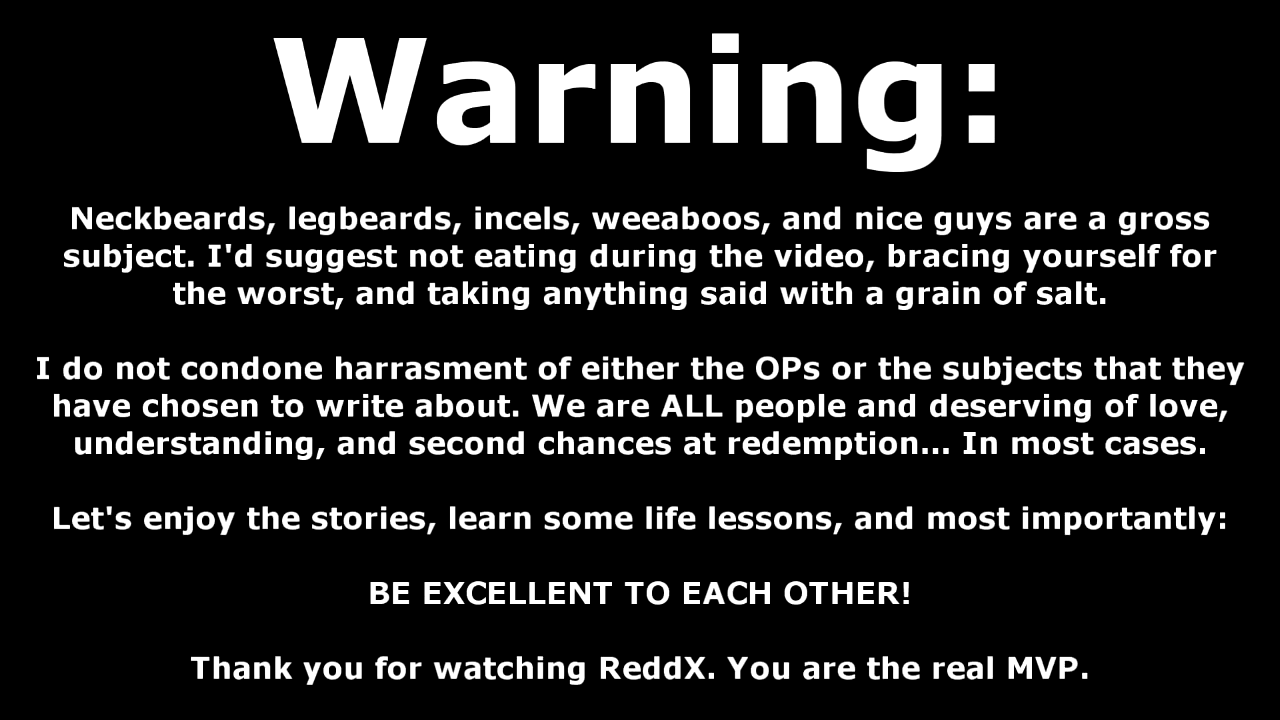 Warning:
Neckbeards, legbeards, incels, weeaboos, and nice guys are a gross
subject. I'd suggest not eating during the video, bracing yourself for
the worst, and taking anything said with a grain of salt.
I do not condone harrasment of either the OPs or the subjects that they
have chosen to write about. We are ALL people and deserving of love,
understanding, and second chances at redemption... In most cases.
Let's enjoy the stories, learn some life lessons, and most importantly:
BE EXCELLENT TO EACH OTHER!
Thank you for watching ReddX. You are the real MVP.